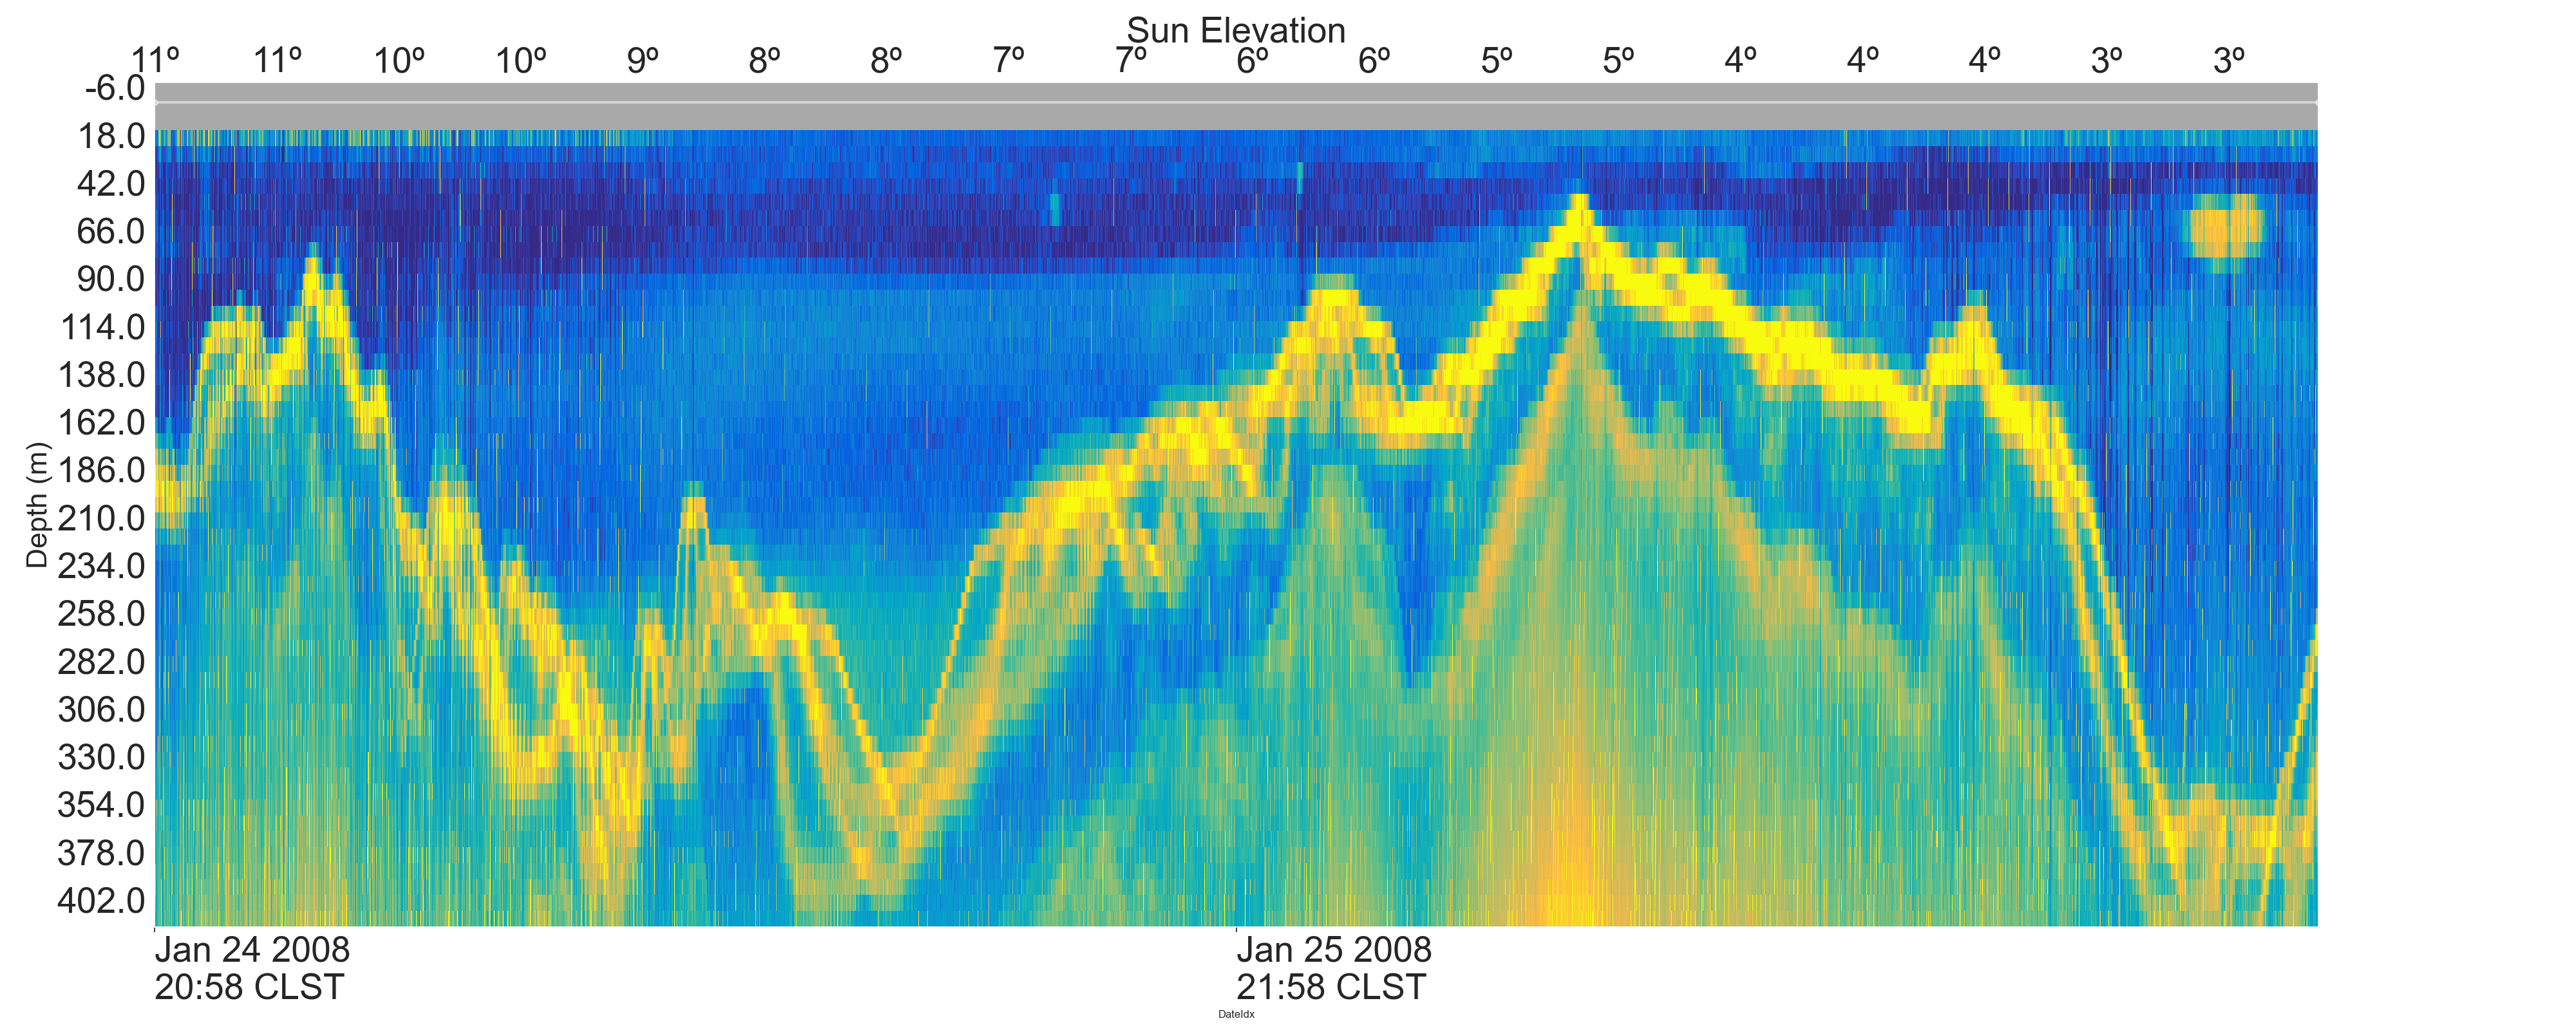 Sun Elevation
11º 11º 10º 10º 9º 8º 8º 7º 7º 6º 6º 5º 5º 4º 4º 4º 3º 3º
-6.0
18.0
42.0
66.0
90.0
114.0
138.0
162.0
186.0
210.0
234.0
258.0
282.0
306.0
330.0
354.0
378.0
402.0
Depth (m)
Jan 24 2008
20:58 CLST
Jan 25 2008
21:58 CLST
DateIdx